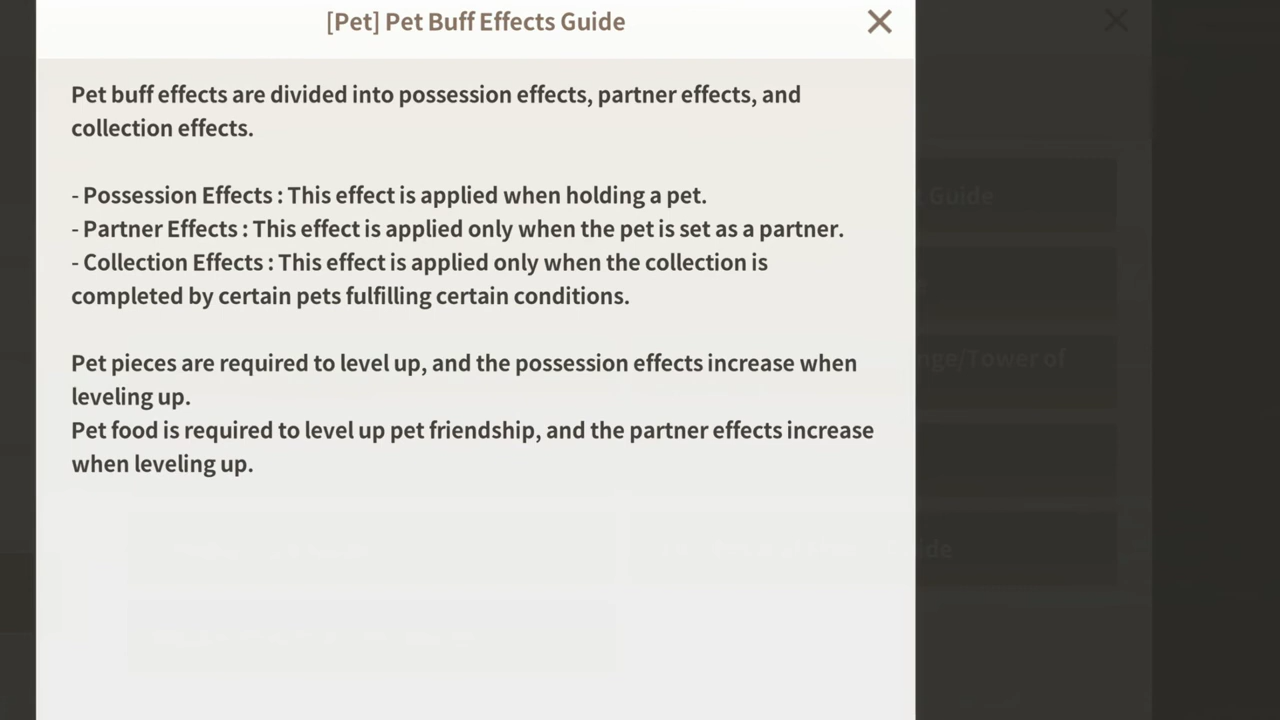 [Pet] Pet Buff Effects Guide
Pet buff effects are divided into possession effects, partner effects, and
collection effects.
- Possession Effects : This effect is applied when holding a pet.
- Partner Effects : This effect is applied only when the pet is set as a partner.
- Collection Effects : This effect is applied only when the collection is
completed by certain pets fulfilling certain conditions.
Pet pieces are required to level up, and the possession effects increase when
leveling up.
Pet food is required to level up pet friendship, and the partner effects increase
when leveling up.
Guide
/Tower of